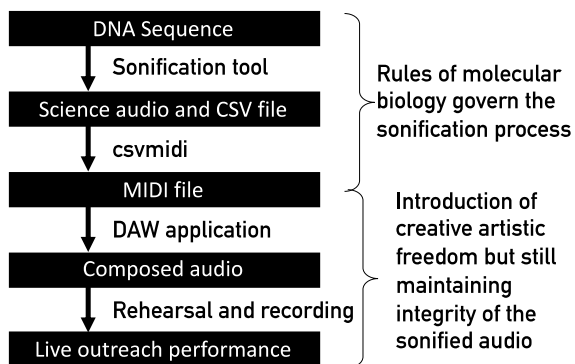 DNA Sequence
Sonification tool
Science audio and CSV file
csvmidi
MIDI file
DAW application
Composed audio
Rehearsal and recording
Live outreach performance
Rules of molecular
biology govern the
sonification process
Introduction of
creative artistic
freedom but still
maintaining
integrity of the
sonified audio